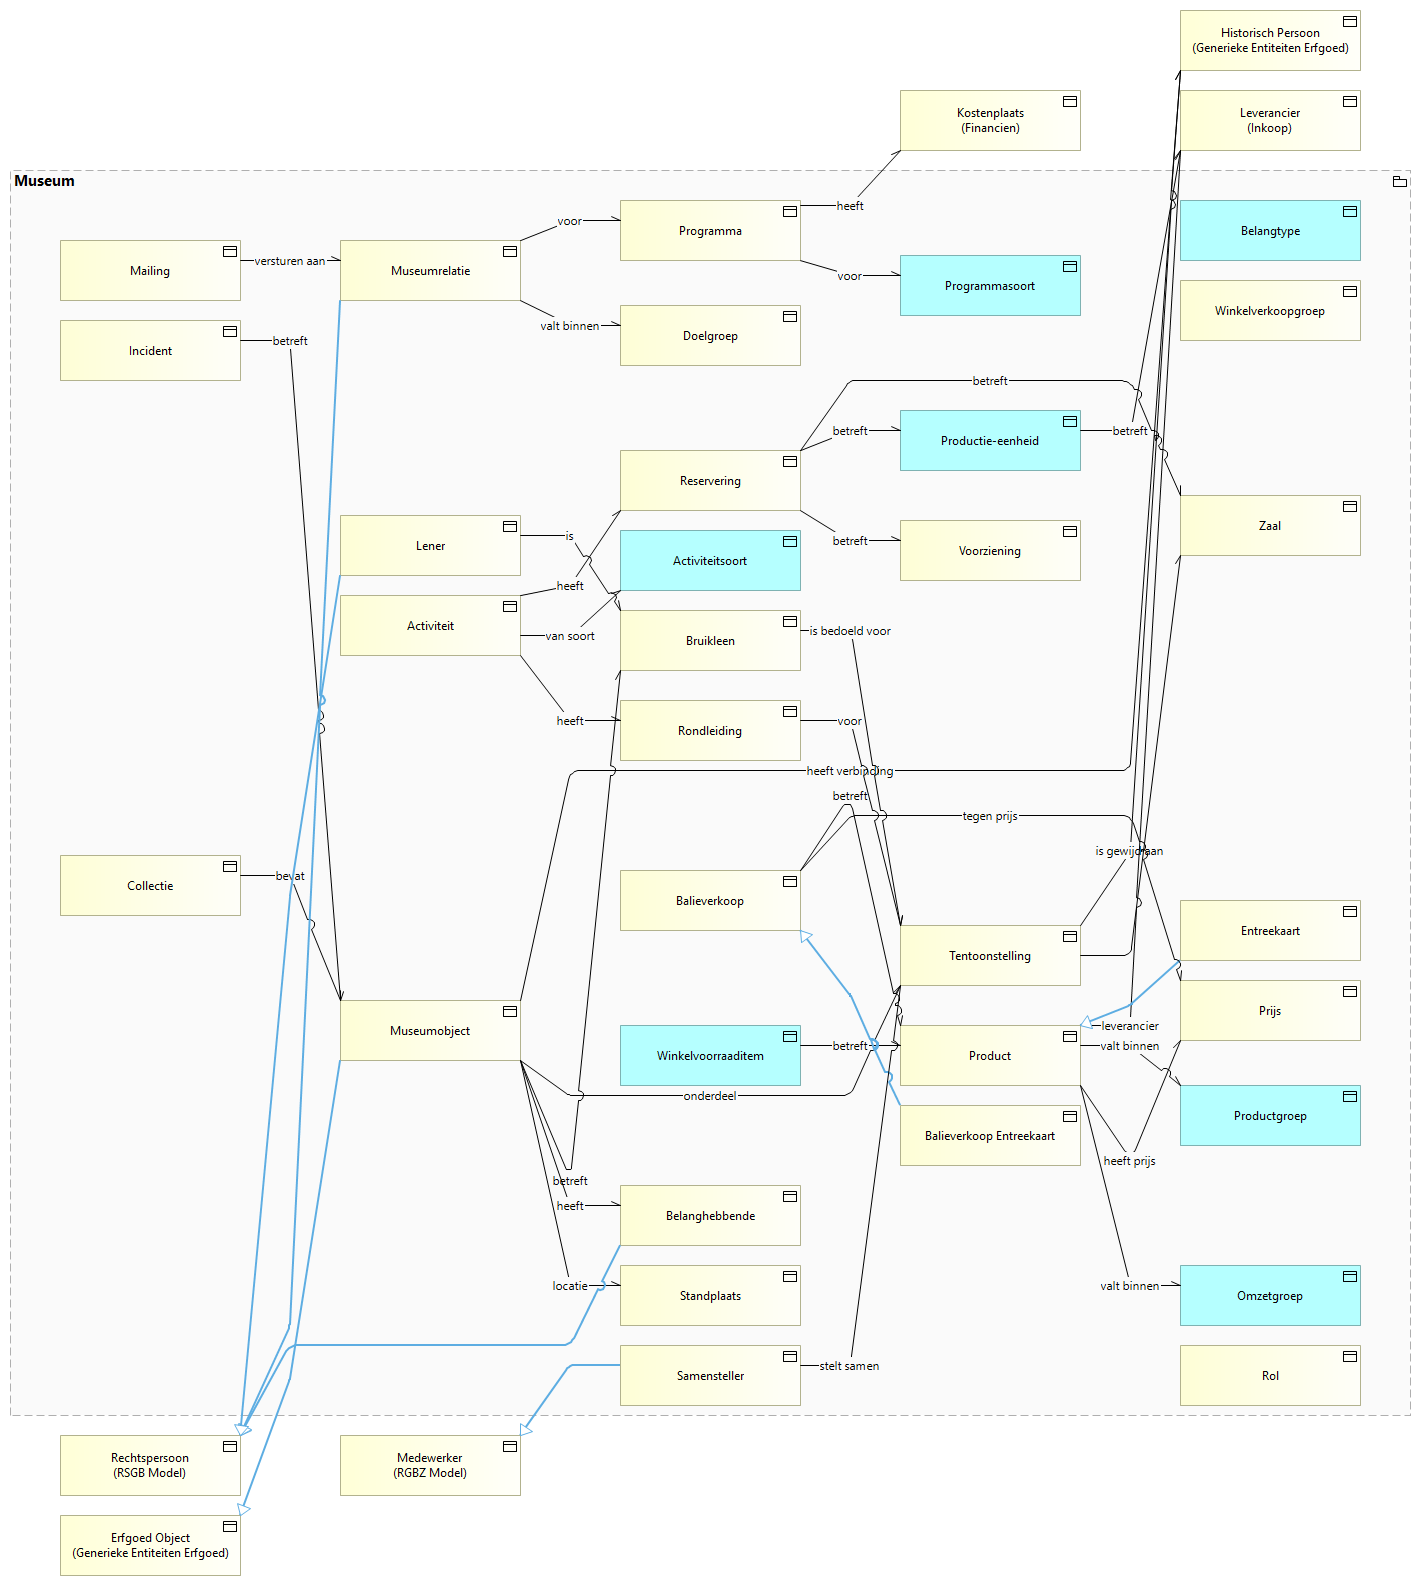 Historisch Persoon
(Generieke Entiteiten Erfgoed)
Kostenplaats
(Financien)
Leverancier
(Inkoop)
Museum
heeft
voor
Programma
Belangtype
Mailing
versturen aan
Museumrelatie
voor
Programmasoort
Winkelverkoopgroep
valt binnen
Doelgroep
Incident
betreft
betreft
betreft
Productie-eenheid
betreft
Reservering
Zaal
Lener
is
betreft
Voorziening
Activiteitsoort
heeft
Activiteit
van soort
Bruikleen
is bedoeld voor
heeft
Rondleiding
voor
heeft verbinding
betreft
tegen prijs
is gewijd aan
Collectie
bevat
Balieverkoop
Entreekaart
Tentoonstelling
Prijs
Museumobject
leverancier
Winkelvoorraaditem
betreft
Product
valt binnen
onderdeel
Productgroep
Balieverkoop Entreekaart
heeft prijs
betreft
heeft
Belanghebbende
locatie
Standplaats
valt binnen
Omzetgroep
Samensteller
stelt samen
Rol
Rechtspersoon
(RSGB Model)
Medewerker
(RGBZ Model)
Erfgoed Object
(Generieke Entiteiten Erfgoed)